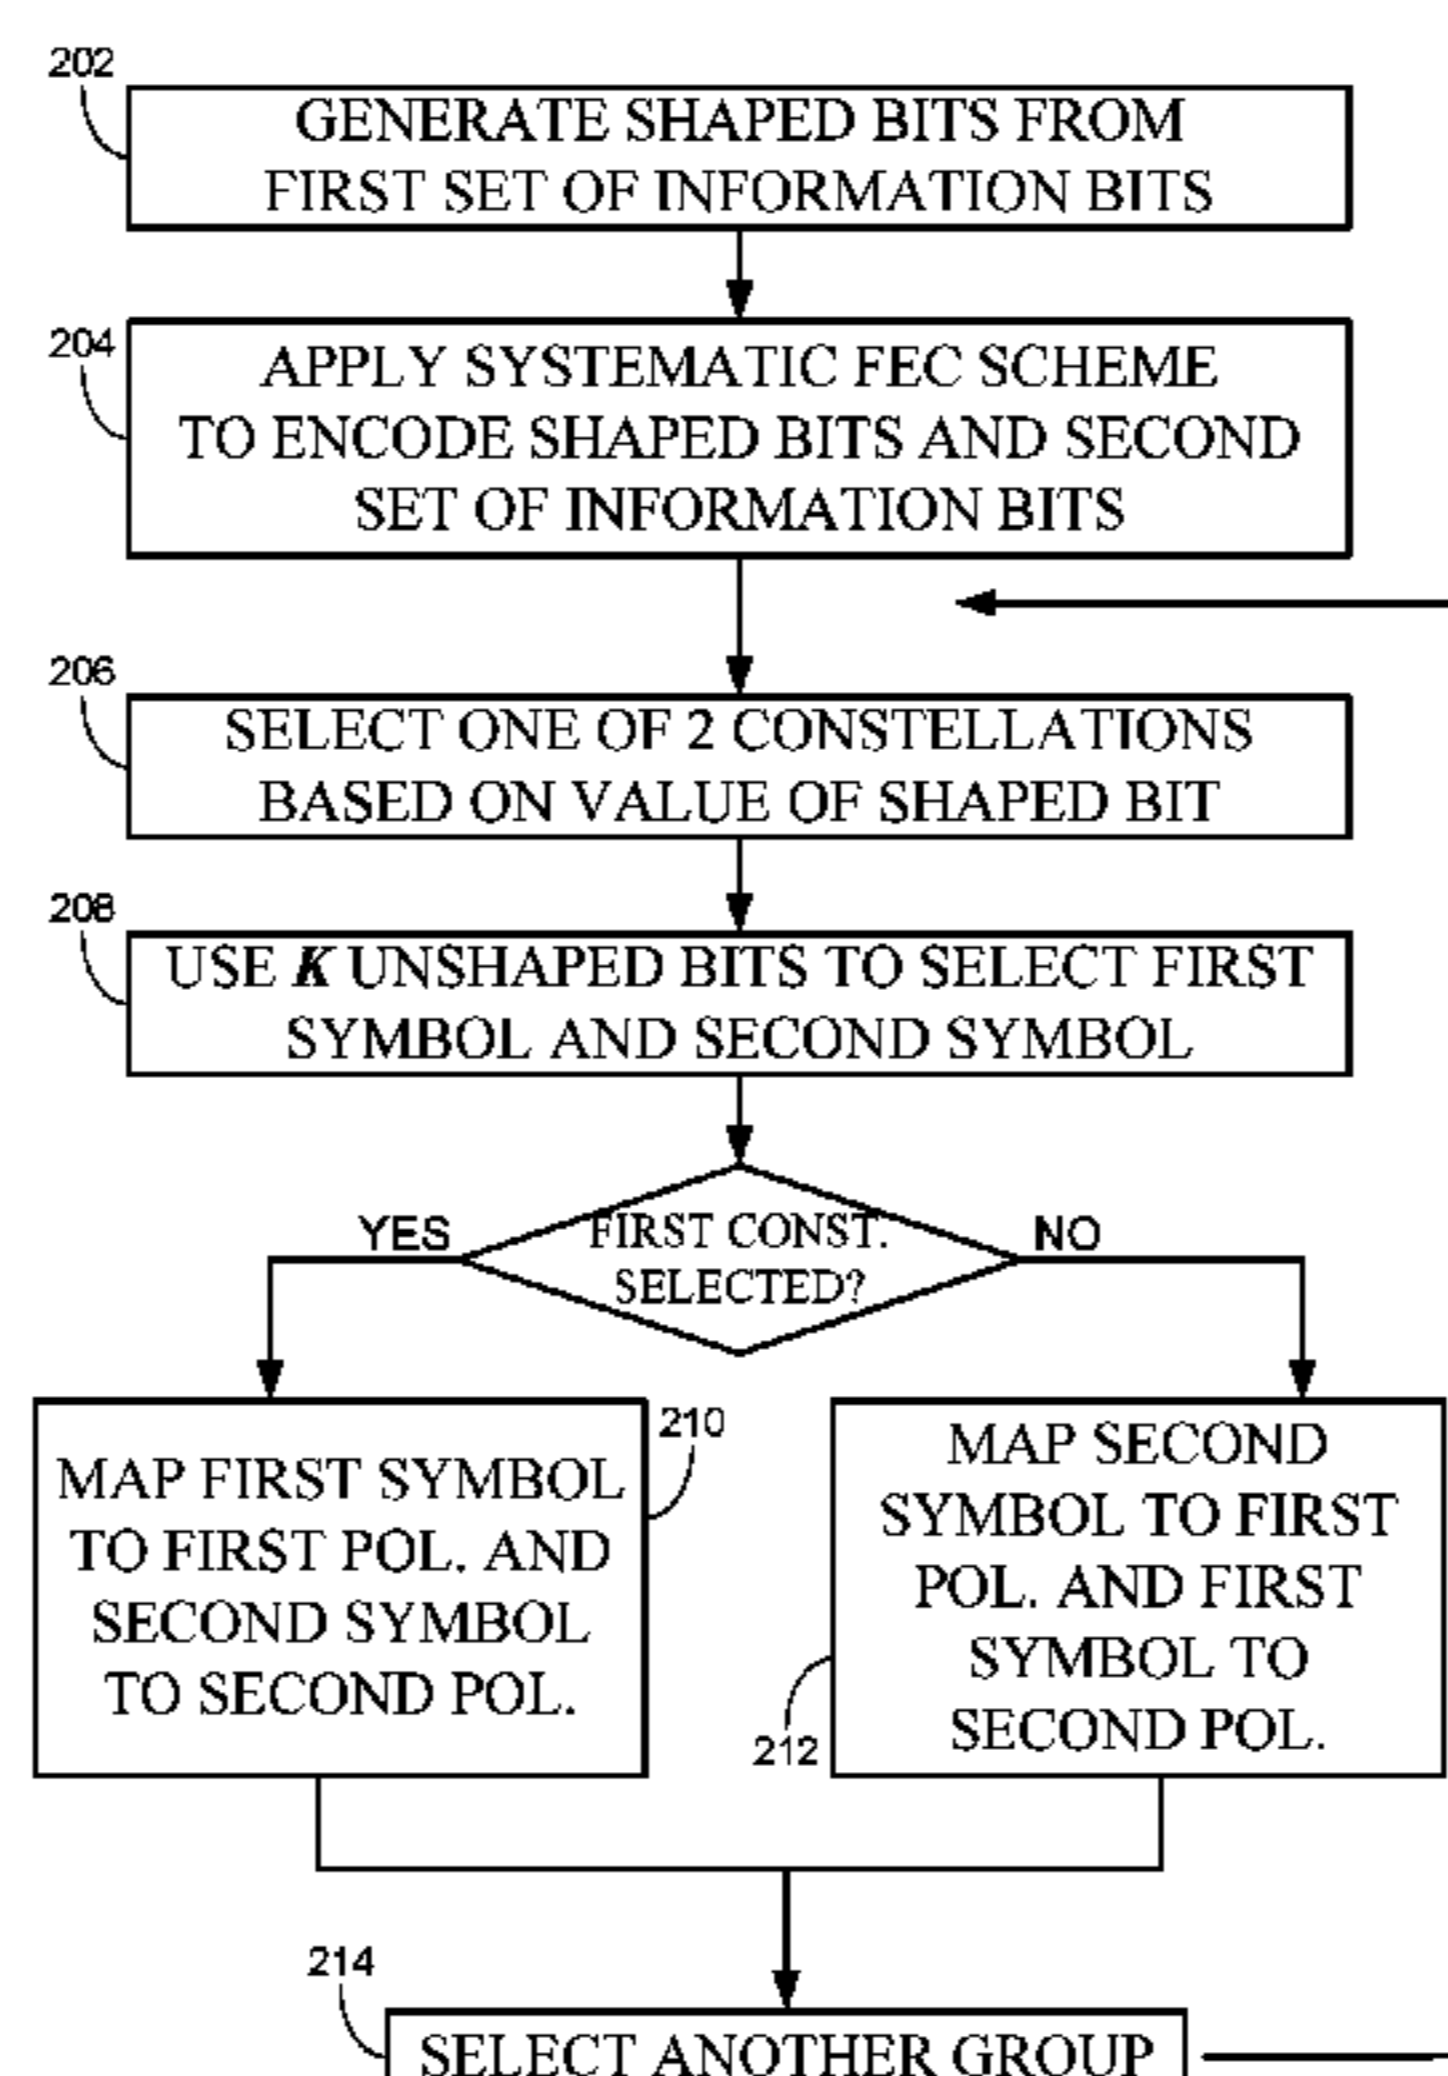 202
GENERATE SHAPED BITS FROM
FIRST SET OF INFORMATION BITS
204
APPLY SYSTEMATIC FEC SCHEME
TO ENCODE SHAPED BITS AND SECOND
SET OF INFORMATION BITS
206
SELECT ONE OF 2 CONSTELLATIONS
BASED ON VALUE OF SHAPED BIT
208
USE K UNSHAPED BITS TO SELECT FIRST
SYMBOL AND SECOND SYMBOL
YES
FIRST CONST.
SELECTED?
NO
210
MAP FIRST SYMBOL
TO FIRST POL. AND
SECOND SYMBOL
TO SECOND POL.
MAP SECOND
SYMBOL TO FIRST
POL. AND FIRST
SYMBOL TO
SECOND POL.
212
214
SELECT ANOTHER GROUP